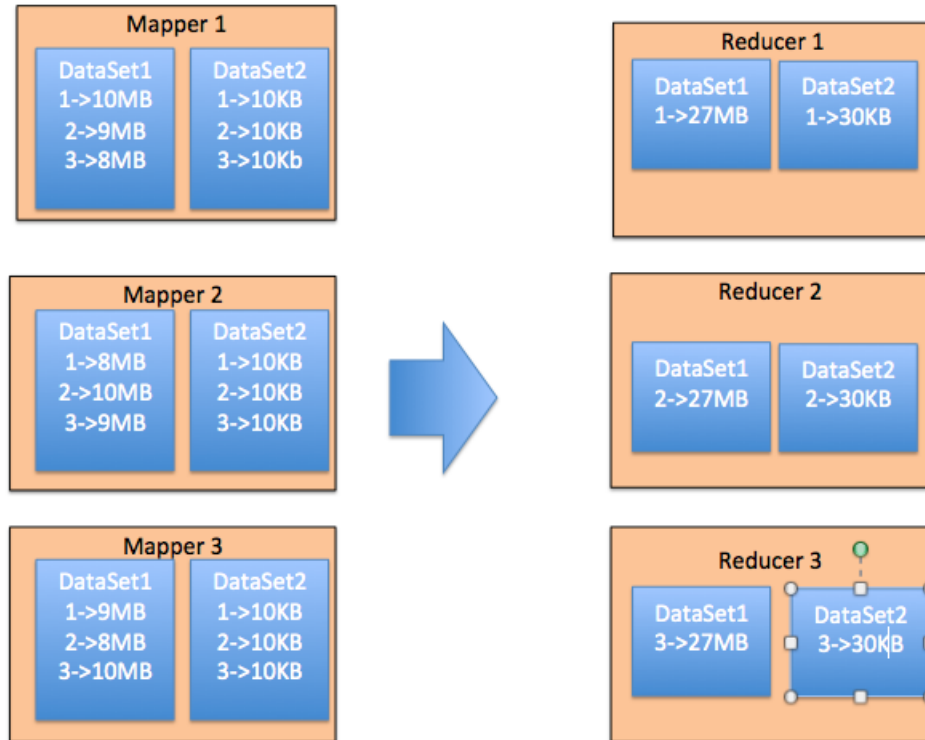 Mapper 1
DataSet1
1->10MB
2->9MB
3->8MB
DataSet2
1->10KB
2->10KB
3->10Kb
Mapper 2
DataSet1
1->8MB
2->10MB
3->9MB
DataSet2
1->10KB
2->10KB
3->10KB
Mapper 3
DataSet1
1->9MB
2->8MB
3->10MB
DataSet2
1->10KB
2->10KB
3->10KB
Reducer 1
DataSet1
1->27MB
DataSet2
1->30KB
Reducer 2
DataSet1
2->27MB
DataSet2
2->30KB
Reducer 3
DataSet1
3->27MB
DataSet2
3->30KB